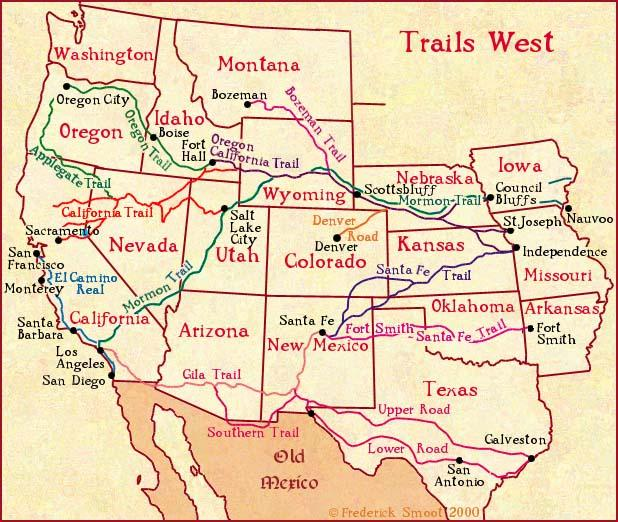 Trails West
Washington
Montana
Oregon City
Bozeman
Bozeman Trail
Oregon
Idaho
Boise
Oregon Trail
Fort
Hall
Oregon
California Trail
Applegate Trail
Wyoming
Nebraska
Iowa
Scottsbluff
Mormon Trail
Council
Bluffs
Nauvoo
California Trail
Sacramento
Salt
Lake
City
Denver
Road
Denver
St Joseph
San
Francisco
Nevada
Utah
Colorado
Kansas
Independence
Missouri
Monterey
El Camino
Real
Mormon Trail
Santa Fe
Trail
Oklahoma
Arkansas
Santa
Barbara
California
Arizona
Santa Fe
New Mexico
Fort Smith - Santa Fe Trail
Fort
Smith
Los
Angeles
San Diego
Gila Trail
Texas
Upper Road
Southern Trail
Lower Road
Galveston
San
Antonio
Old
Mexico
© Frederick Smoot 2000